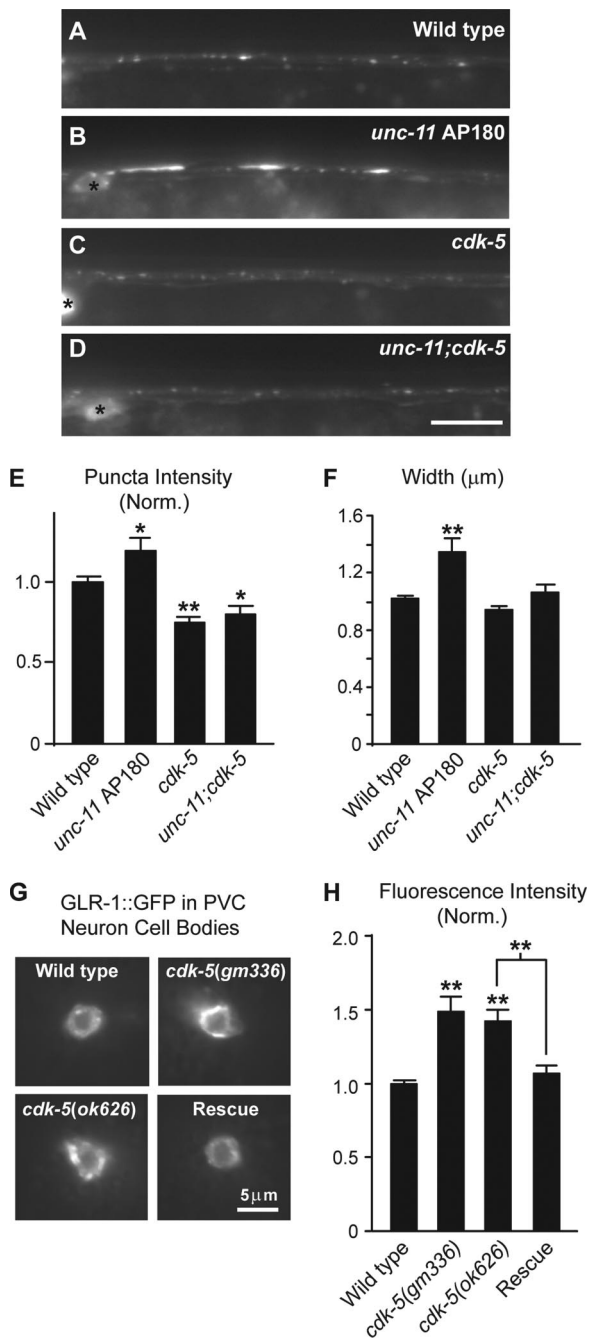 A
Wild type
B
unc-11 AP180
*
C
cdk-5
*
D
unc-11;cdk-5
*
E
Puncta Intensity
(Norm.)
1.0
0.5
0
*
**
*
Wild type
unc-11 AP180
cdk-5
unc-11;cdk-5
F
Width (μm)
1.6
1.2
0.8
0.4
0
**
Wild type
unc-11 AP180
cdk-5
unc-11;cdk-5
G
GLR-1::GFP in PVC
Neuron Cell Bodies
Wild type
cdk-5(gm336)
cdk-5(ok626)
Rescue
5μm
H
Fluorescence Intensity
(Norm.)
2.0
1.5
1.0
0.5
0
**
**
**
Wild type
cdk-5(gm336)
cdk-5(ok626)
Rescue